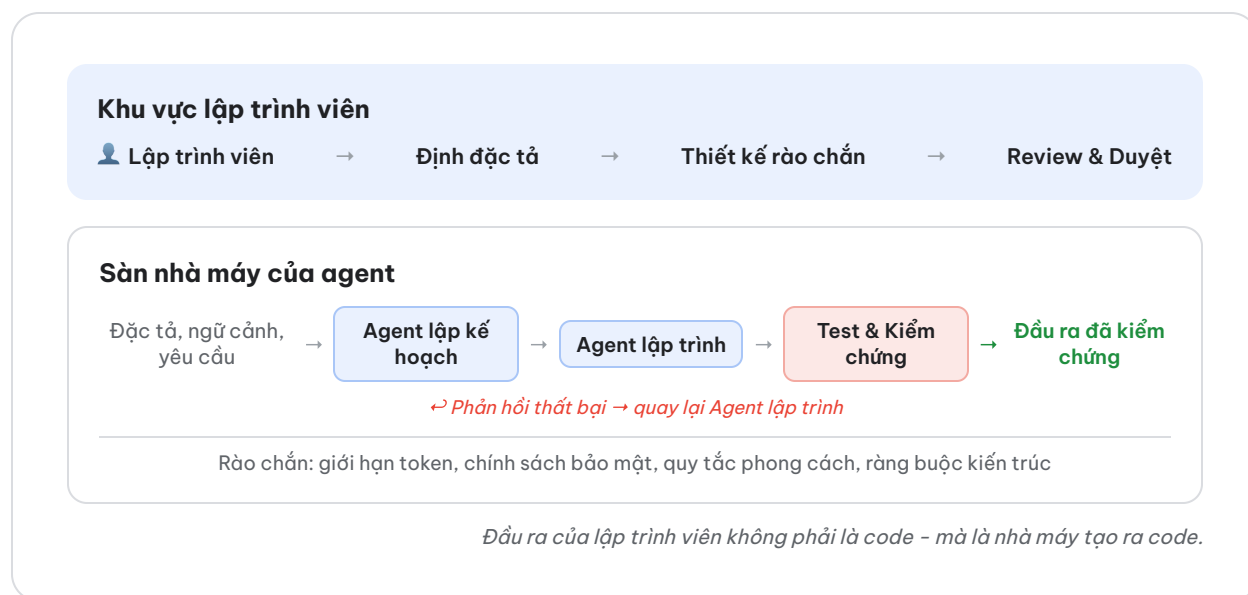 Khu vực lập trình viên
👤 Lập trình viên → Định đặc tả → Thiết kế rào chắn → Review & Duyệt
Sàn nhà máy của agent
Đặc tả, ngữ cảnh,
yêu cầu
→
Agent lập kế
hoạch
→
Agent lập trình
→
Test & Kiểm
chứng
→
Đầu ra đã kiểm
chứng
↩ Phản hồi thất bại → quay lại Agent lập trình
Rào chắn: giới hạn token, chính sách bảo mật, quy tắc phong cách, ràng buộc kiến trúc
Đầu ra của lập trình viên không phải là code - mà là nhà máy tạo ra code.